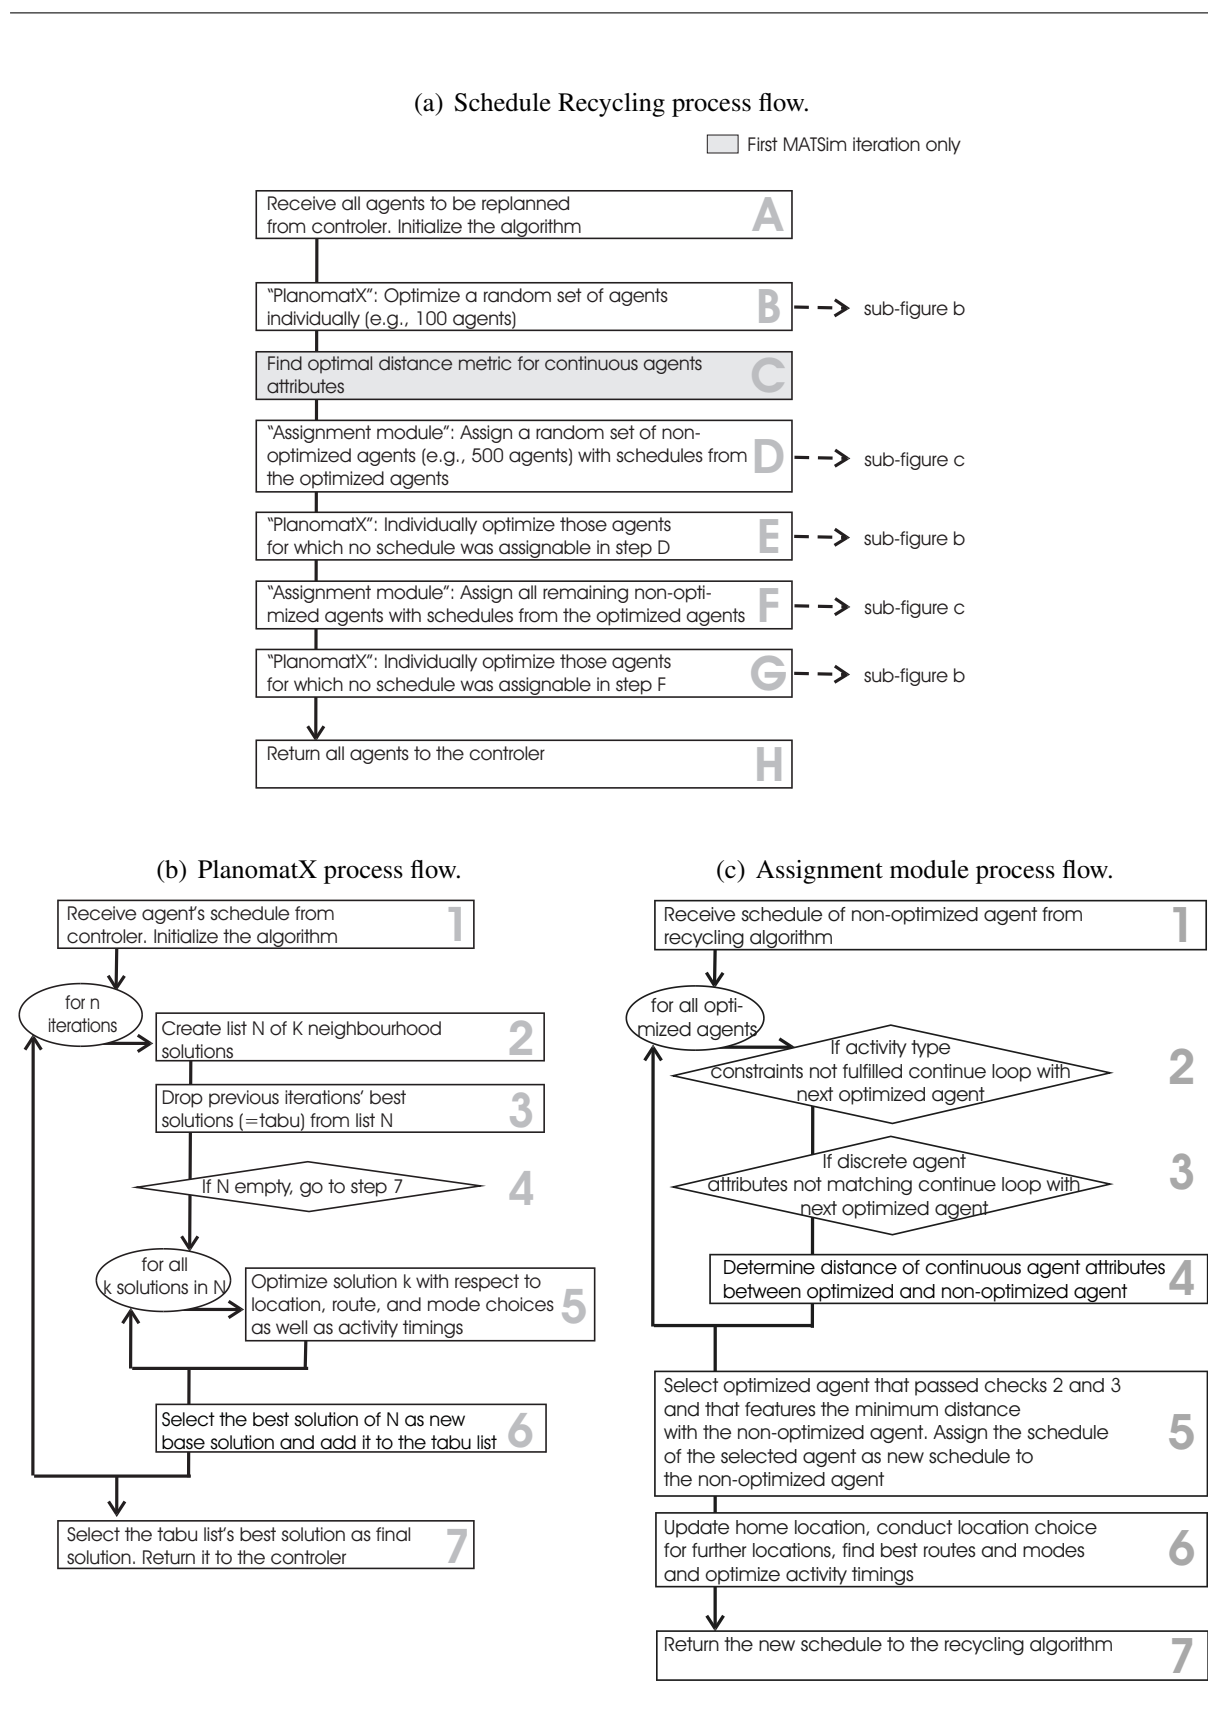 (a) Schedule Recycling process flow.
First MATSim iteration only
Receive all agents to be replanned
from controler. Initialize the algorithm
A
"PlanomatX": Optimize a random set of agents
individually (e.g., 100 agents)
B
sub-figure b
Find optimal distance metric for continuous agents
attributes
C
"Assignment module": Assign a random set of non-
optimized agents (e.g., 500 agents) with schedules from
the optimized agents
D
sub-figure c
"PlanomatX": Individually optimize those agents
for which no schedule was assignable in step D
E
sub-figure b
"Assignment module": Assign all remaining non-opti-
mized agents with schedules from the optimized agents
F
sub-figure c
"PlanomatX": Individually optimize those agents
for which no schedule was assignable in step F
G
sub-figure b
Return all agents to the controler
H
(b) PlanomatX process flow.
Receive agent's schedule from
controler. Initialize the algorithm
1
for n
iterations
Create list N of K neighbourhood
solutions
2
Drop previous iterations' best
solutions (=tabu) from list N
3
If N empty, go to step 7
4
for all
k solutions in N
Optimize solution k with respect to
location, route, and mode choices
as well as activity timings
5
Select the best solution of N as new
base solution and add it to the tabu list
6
Select the tabu list's best solution as final
solution. Return it to the controler
7
(c) Assignment module process flow.
Receive schedule of non-optimized agent from
recycling algorithm
1
for all opti-
mized agents
If activity type
constraints not fulfilled continue loop with
next optimized agent
2
If discrete agent
attributes not matching continue loop with
next optimized agent
3
Determine distance of continuous agent attributes
between optimized and non-optimized agent
4
Select optimized agent that passed checks 2 and 3
and that features the minimum distance
with the non-optimized agent. Assign the schedule
of the selected agent as new schedule to
the non-optimized agent
5
Update home location, conduct location choice
for further locations, find best routes and modes
and optimize activity timings
6
Return the new schedule to the recycling algorithm
7